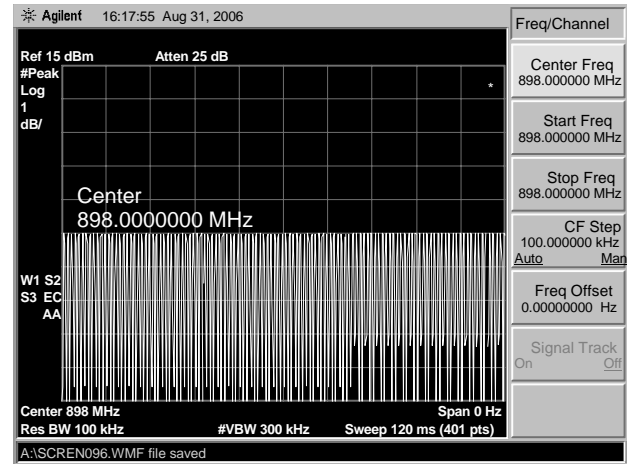 Agilent 16:17:55 Aug 31, 2006
Freq/Channel
Ref 15 dBm Atten 25 dB
#Peak
Log
1
dB/
*
Center
898.0000000 MHz
W1 S2
S3 EC
AA
Center 898 MHz Span 0 Hz
Res BW 100 kHz #VBW 300 kHz Sweep 120 ms (401 pts)
A:\SCREN096.WMF file saved
Center Freq
898.000000 MHz
Start Freq
898.000000 MHz
Stop Freq
898.000000 MHz
CF Step
100.000000 kHz
Auto Man
Freq Offset
0.00000000 Hz
Signal Track
On Off